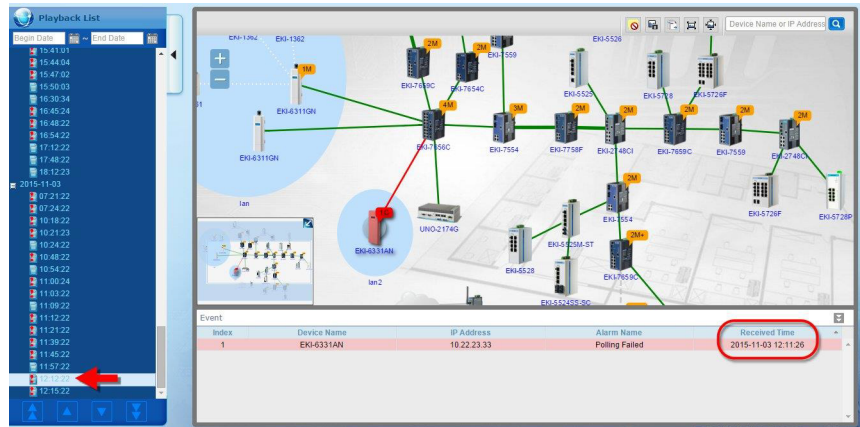 Playback List
Begin Date ~ End Date
15:41:01
15:44:04
15:47:02
15:50:03
16:30:34
16:45:24
16:48:22
16:54:22
17:12:22
17:48:22
18:12:23
2015-11-03
07:21:22
07:24:22
10:18:22
10:21:23
10:24:22
10:48:22
10:54:22
11:00:24
11:03:22
11:09:22
11:12:22
11:21:22
11:39:22
11:45:22
11:57:22
12:12:22
12:15:22
Device Name or IP Address
EKI-1362
EKI-1362
EKI-5526
2M
2M
EKI-7559
1M
EKI-7659C
EKI-7654C
EKI-5525
EKI-5728
EKI-5726F
EKI-6311GN
4M
3M
2M
2M
2M
2M
2M
EKI-6311GN
EKI-7656C
EKI-7554
EKI-7758F
EKI-2748CI
EKI-7659C
EKI-7559
EKI-2748CI
lan
2M
EKI-6331AN
UNO-2174G
EKI-7554
EKI-5726F
EKI-5728P
EKI-5525M-ST
2M+
lan2
EKI-5528
EKI-7659C
EKI-5524SS-SC
Event
Index Device Name IP Address Alarm Name Received Time
1 EKI-6331AN 10.22.23.33 Polling Failed 2015-11-03 12:11:26